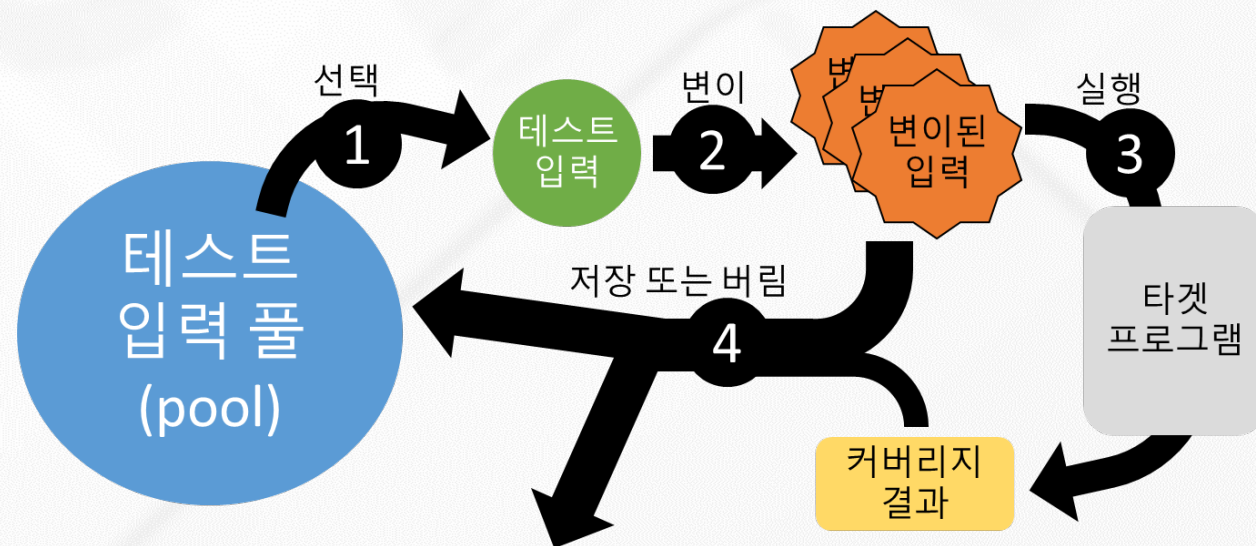 선택
1
테스트
입력
변이
2
변
변
변이된
입력
실행
3
테스트
입력 풀
(pool)
저장 또는 버림
4
타겟
프로그램
커버리지
결과